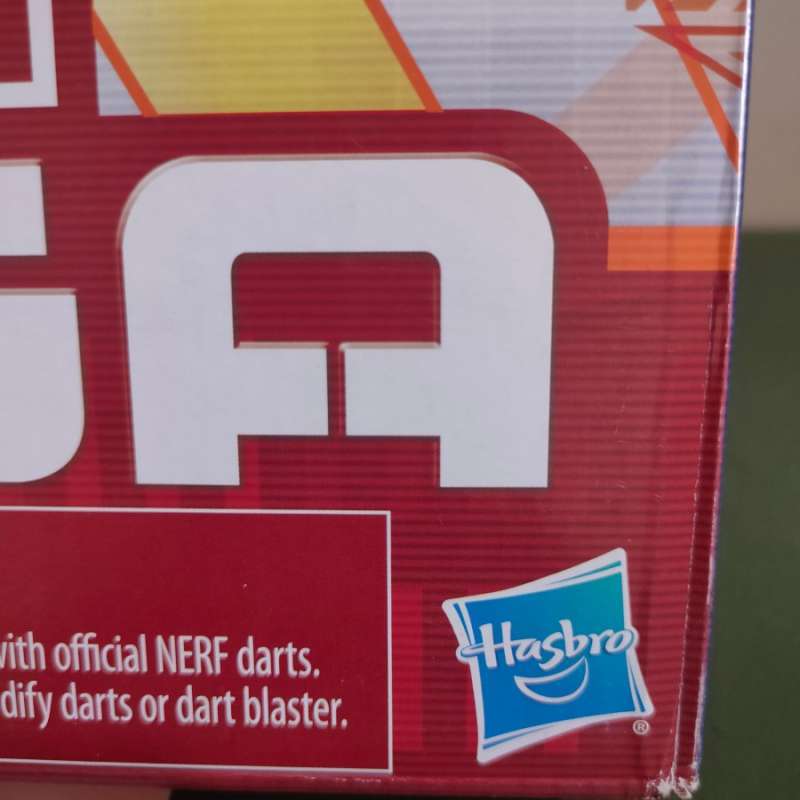 A
with official NERF darts.
dify darts or dart blaster.
Hasbro
®